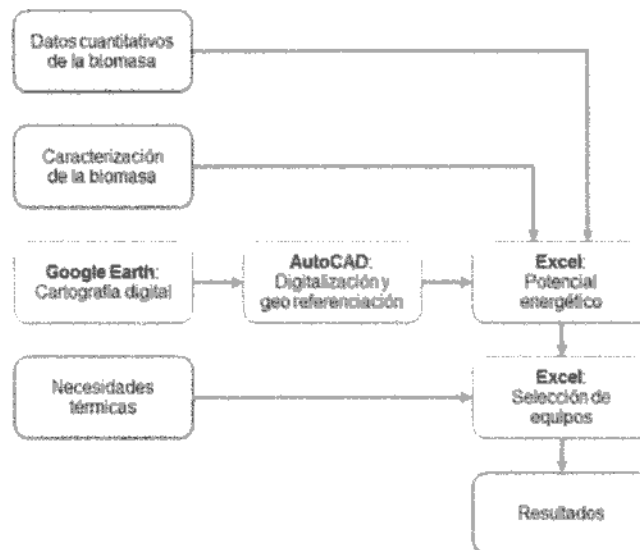 Datos cuantitativos
de la biomasa
Caracterización
de la biomasa
Google Earth:
Cartografía digital
AutoCAD:
Digitalización y
geo referenciación
Excel:
Potencial
energético
Necesidades
térmicas
Excel:
Selección de
equipos
Resultados